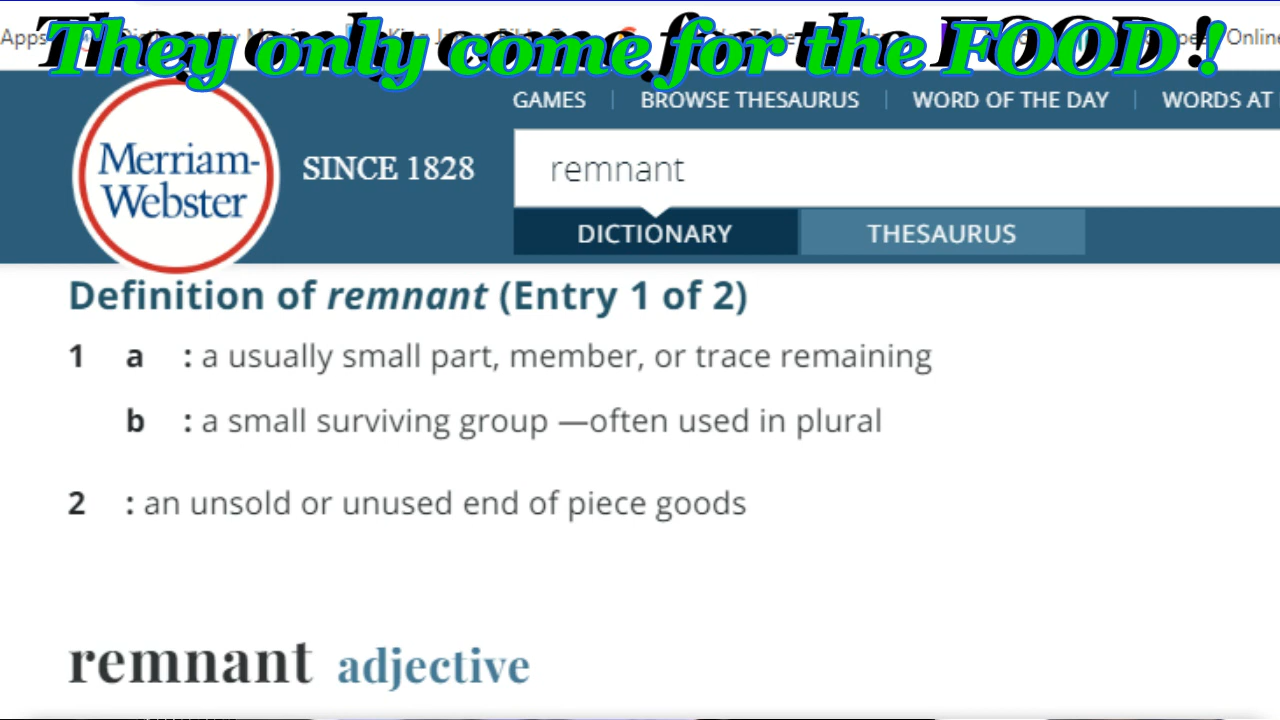 They only come for the FOOD !
Apps
Online
GAMES BROWSE THESAURUS WORD OF THE DAY WORDS AT
Merriam-
Webster
SINCE 1828
remnant
DICTIONARY THESAURUS
Definition of remnant (Entry 1 of 2)
1 a : a usually small part, member, or trace remaining
b : a small surviving group —often used in plural
2 : an unsold or unused end of piece goods
remnant adjective